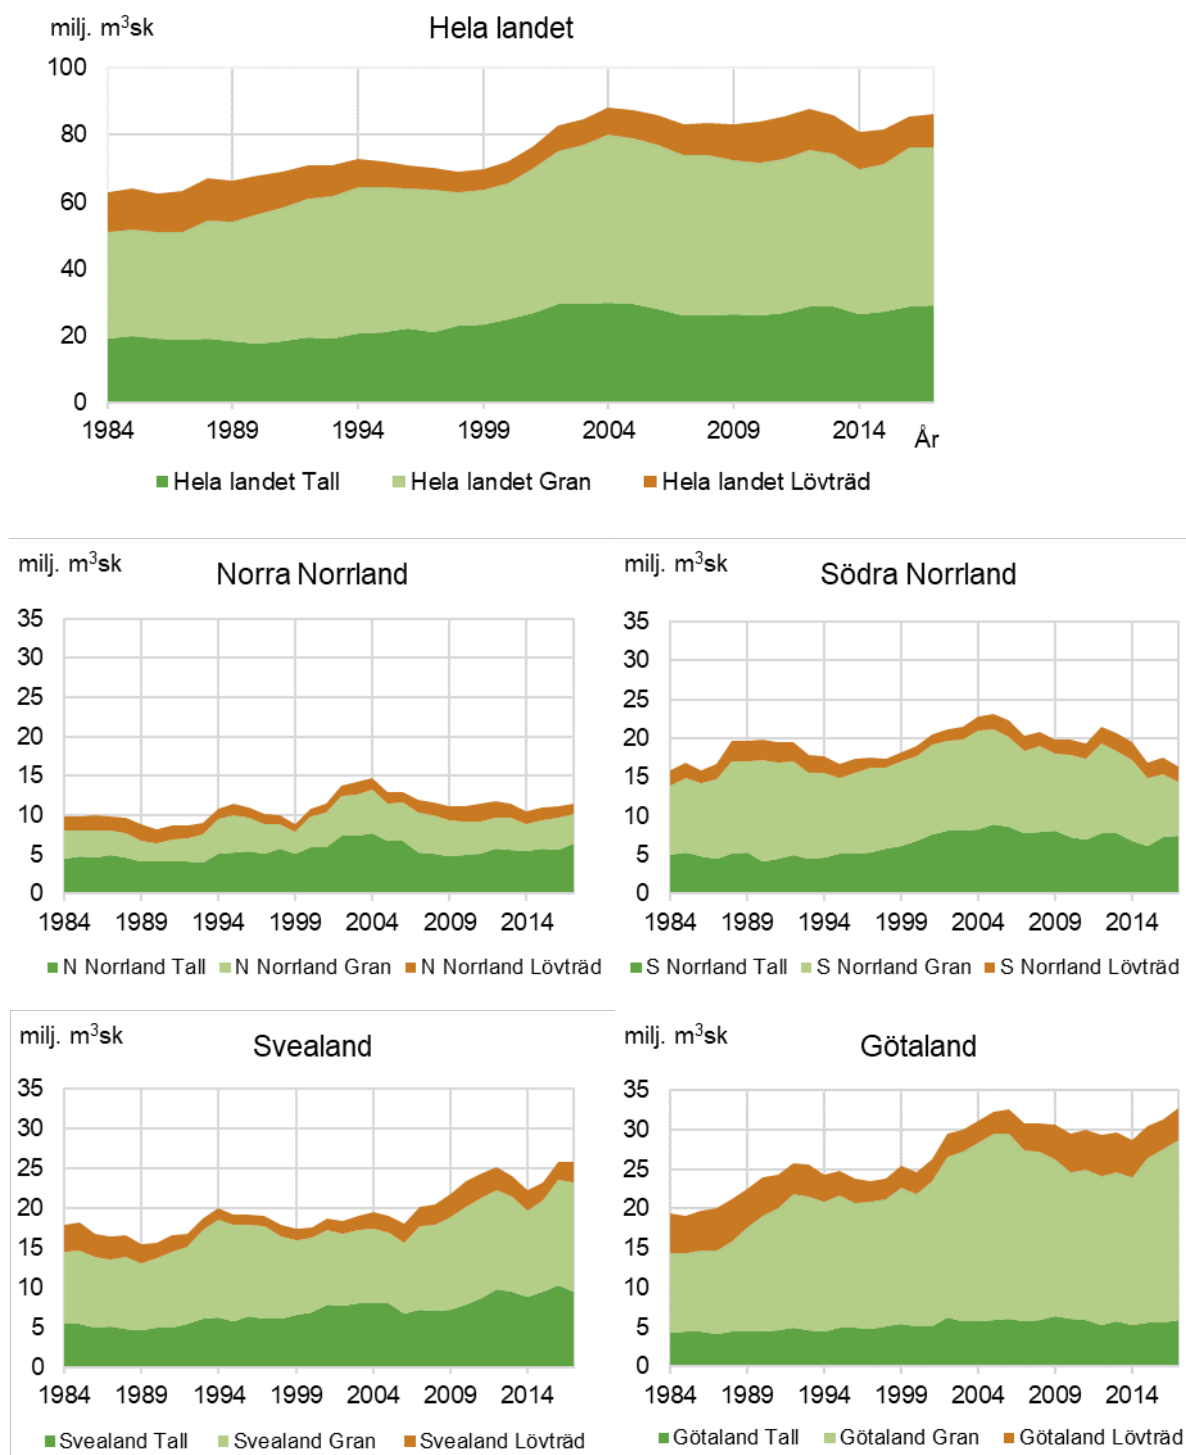 milj. m³sk
Hela landet
100
80
60
40
20
0
1984 1989 1994 1999 2004 2009 2014
År
Hela landet Tall Hela landet Gran Hela landet Lövträd
milj. m³sk
Norra Norrland
35
30
25
20
15
10
5
0
1984 1989 1994 1999 2004 2009 2014
N Norrland Tall N Norrland Gran N Norrland Lövträd
milj. m³sk
Södra Norrland
35
30
25
20
15
10
5
0
1984 1989 1994 1999 2004 2009 2014
S Norrland Tall S Norrland Gran S Norrland Lövträd
milj. m³sk
Svealand
35
30
25
20
15
10
5
0
1984 1989 1994 1999 2004 2009 2014
Svealand Tall Svealand Gran Svealand Lövträd
milj. m³sk
Götaland
35
30
25
20
15
10
5
0
1984 1989 1994 1999 2004 2009 2014
Götaland Tall Götaland Gran Götaland Lövträd